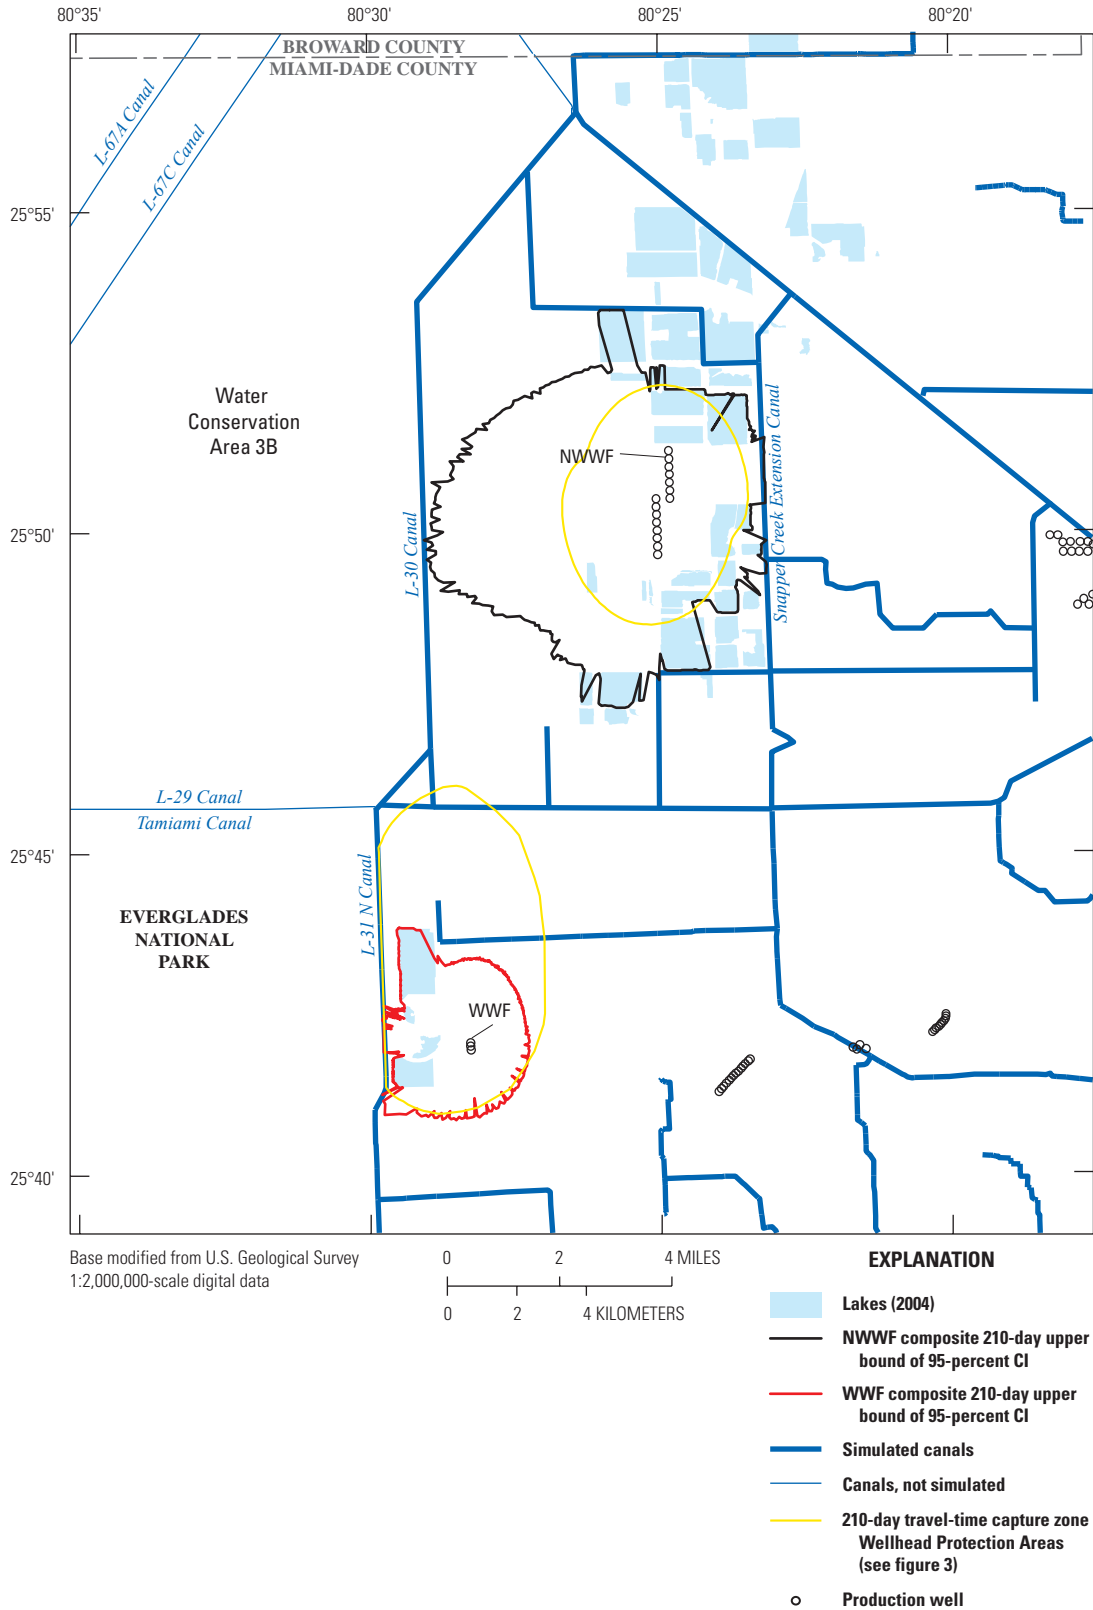 80°35'
80°30'
80°25'
80°20'
BROWARD COUNTY
MIAMI-DADE COUNTY
L-67A Canal
L-67C Canal
25°55'
Water
Conservation
Area 3B
NWWF
Snapper Creek Extension Canal
25°50'
L-30 Canal
L-29 Canal
Tamiami Canal
25°45'
L-31 N Canal
EVERGLADES
NATIONAL
PARK
WWF
25°40'
Base modified from U.S. Geological Survey
1:2,000,000-scale digital data
0 2 4 MILES
0 2 4 KILOMETERS
EXPLANATION
Lakes (2004)
NWWF composite 210-day upper
bound of 95-percent CI
WWF composite 210-day upper
bound of 95-percent CI
Simulated canals
Canals, not simulated
210-day travel-time capture zone
Wellhead Protection Areas
(see figure 3)
Production well